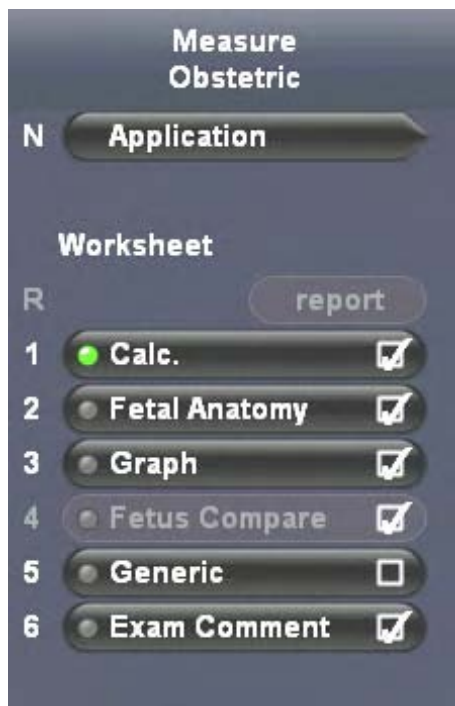 Measure
Obstetric
N Application
Worksheet
R report
1 Calc.
2 Fetal Anatomy
3 Graph
4 Fetus Compare
5 Generic
6 Exam Comment